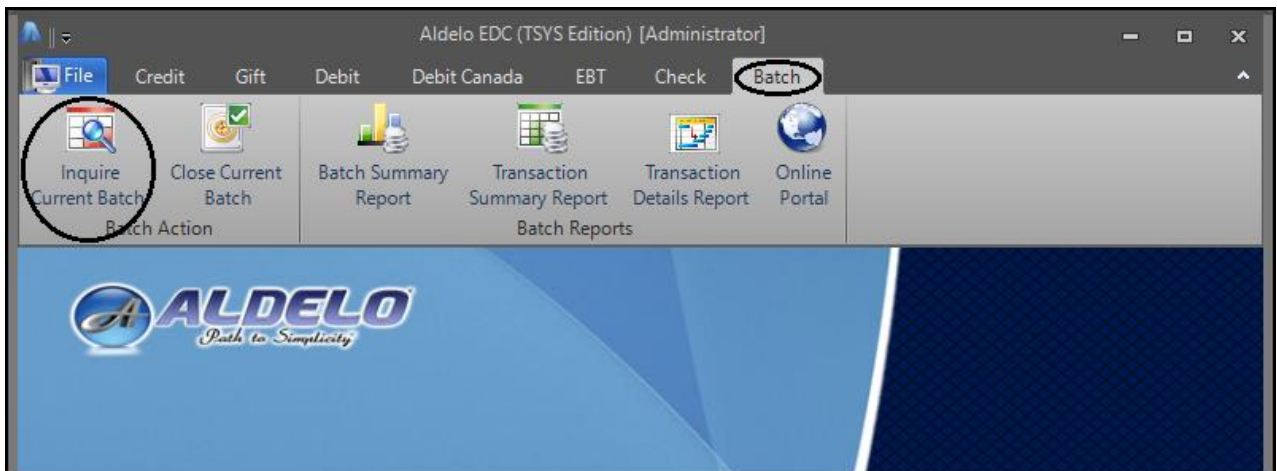 Aldelo EDC (TSYS Edition) [Administrator]
File Credit Gift Debit Debit Canada EBT Check Batch
Inquire Current Batch
Close Current Batch
Batch Summary Report
Transaction Summary Report
Transaction Details Report
Online Portal
Batch Action
Batch Reports
ALDELO
Path to Simplicity